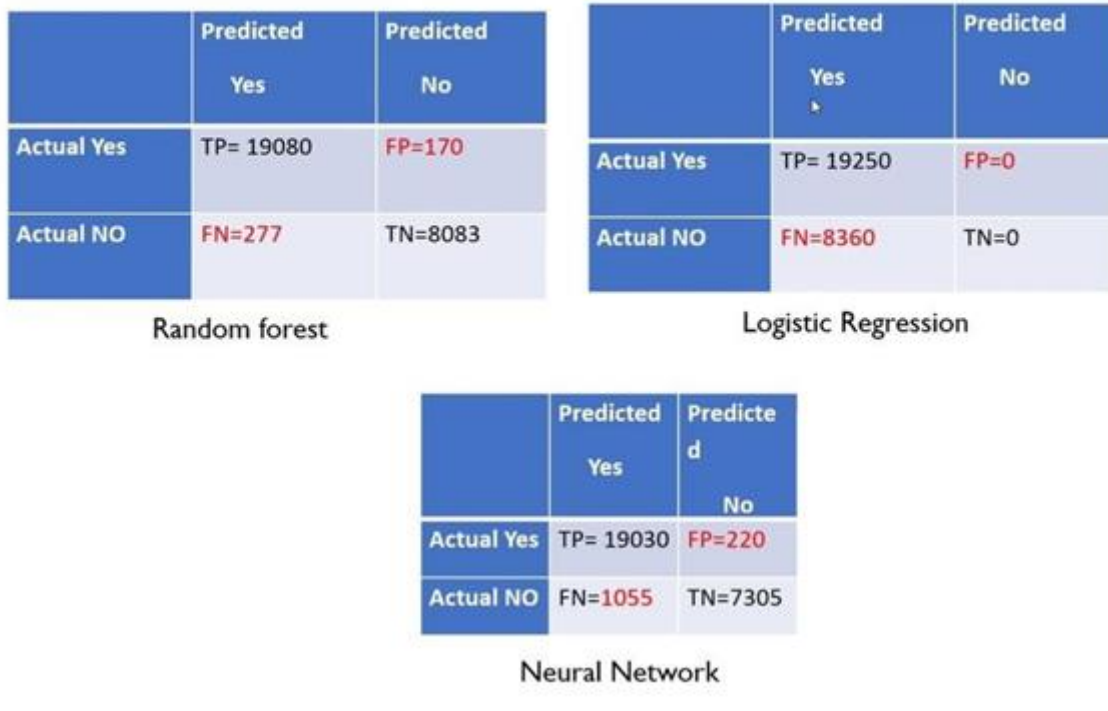 Predicted Predicted
Yes No
Actual Yes TP= 19080 FP=170
Actual NO FN=277 TN=8083
Random forest
Predicted Predicted
Yes No
Actual Yes TP= 19250 FP=0
Actual NO FN=8360 TN=0
Logistic Regression
Predicted Predicte
d
Yes
No
Actual Yes TP= 19030 FP=220
Actual NO FN=1055 TN=7305
Neural Network